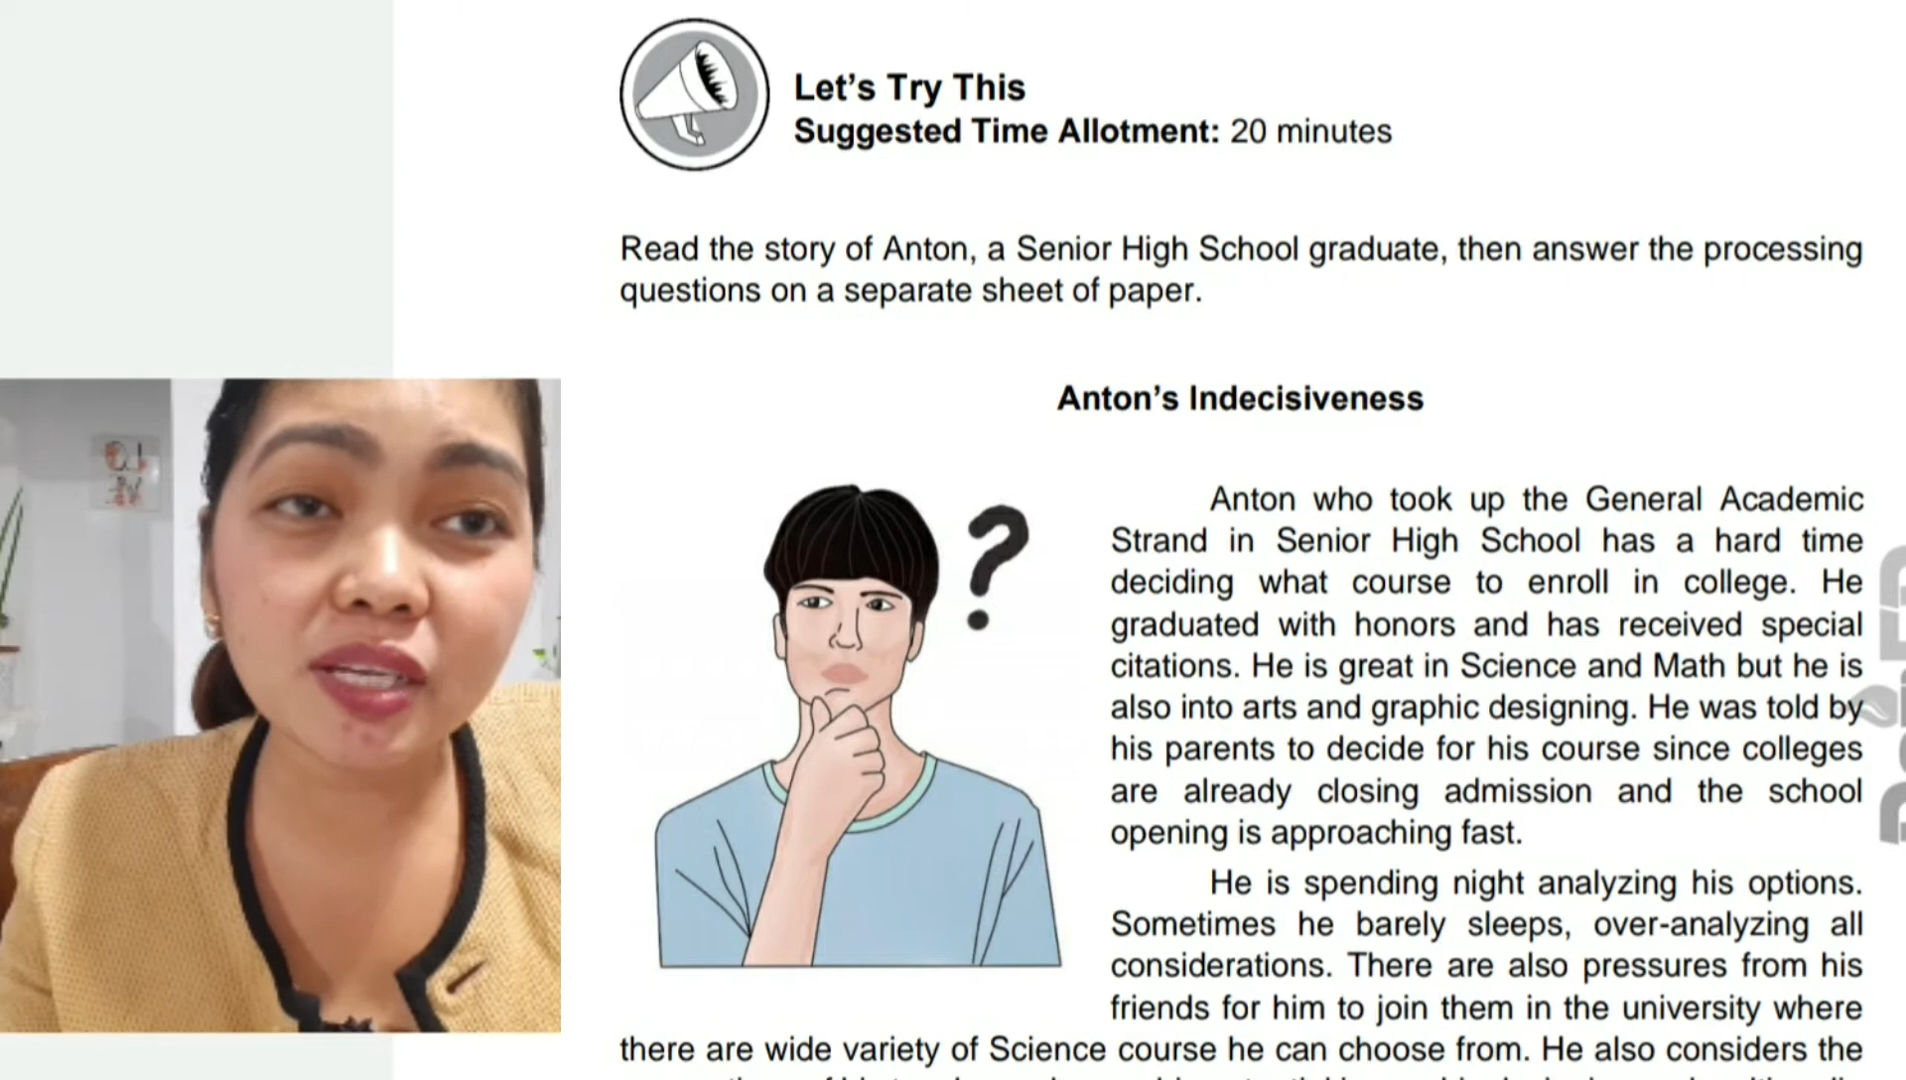 Let’s Try This
Suggested Time Allotment: 20 minutes
Read the story of Anton, a Senior High School graduate, then answer the processing
questions on a separate sheet of paper.
Anton’s Indecisiveness
Anton who took up the General Academic
Strand in Senior High School has a hard time
deciding what course to enroll in college. He
graduated with honors and has received special
citations. He is great in Science and Math but he is
also into arts and graphic designing. He was told by
his parents to decide for his course since colleges
are already closing admission and the school
opening is approaching fast.
He is spending night analyzing his options.
Sometimes he barely sleeps, over-analyzing all
considerations. There are also pressures from his
friends for him to join them in the university where
there are wide variety of Science course he can choose from. He also considers the
?